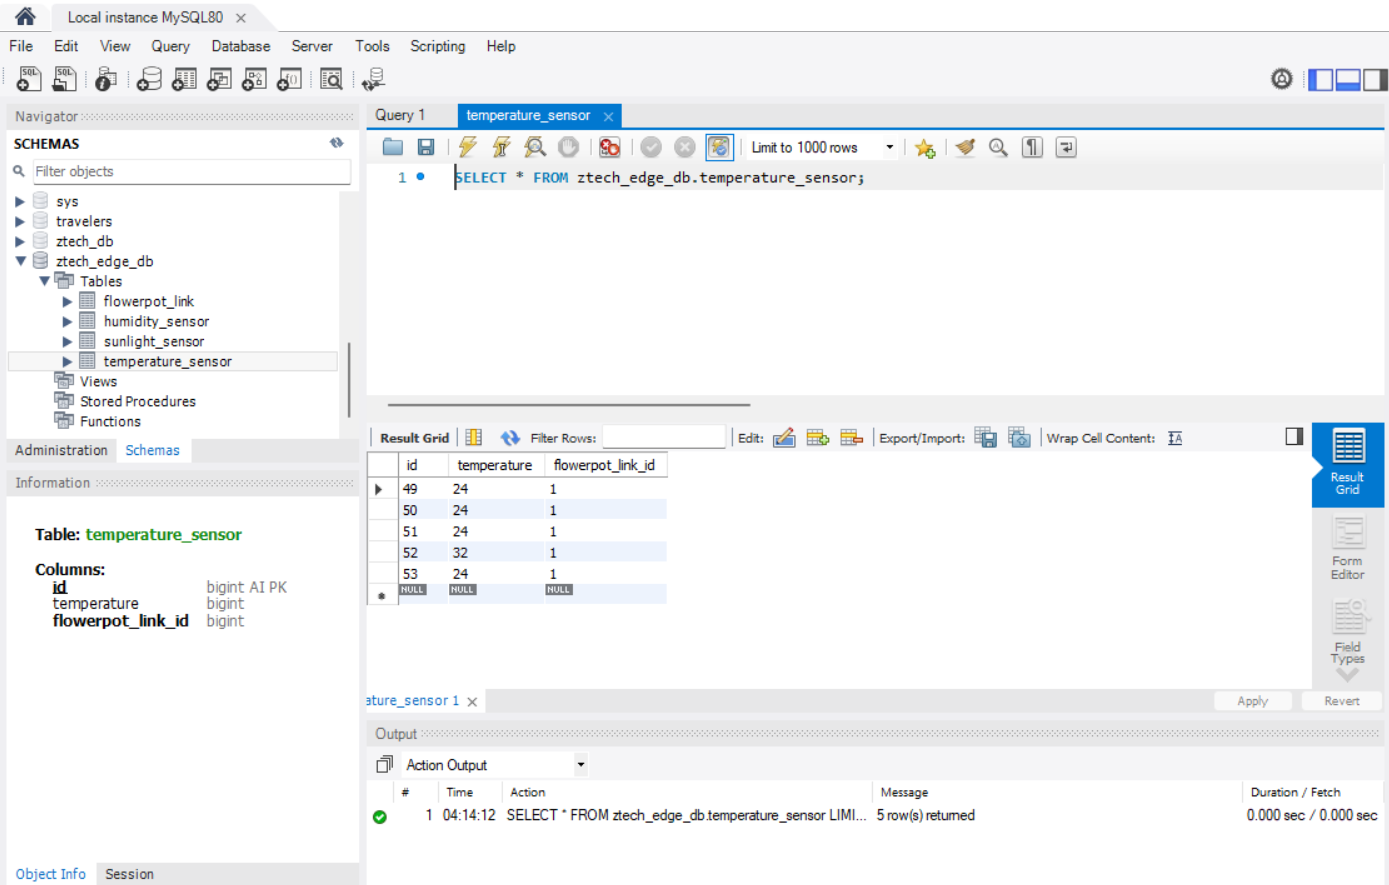 Local instance MySQL80
File Edit View Query Database Server Tools Scripting Help
SQL SQL
Navigator
SCHEMAS
Filter objects
sys
travelers
ztech_db
ztech_edge_db
Tables
flowerpot_link
humidity_sensor
sunlight_sensor
temperature_sensor
Views
Stored Procedures
Functions
Administration Schemas
Information
Table: temperature_sensor
Columns:
id bigint AI PK
temperature bigint
flowerpot_link_id bigint
Object Info Session
Query 1 temperature_sensor
Limit to 1000 rows
1 SELECT * FROM ztech_edge_db.temperature_sensor;
Result Grid Filter Rows: Edit: Export/Import: Wrap Cell Content:
id temperature flowerpot_link_id
49 24 1
50 24 1
51 24 1
52 32 1
53 24 1
NULL NULL NULL
Result
Grid
Form
Editor
Field
Types
ature_sensor 1 Apply Revert
Output
Action Output
# Time Action Message Duration / Fetch
1 04:14:12 SELECT * FROM ztech_edge_db.temperature_sensor LIMI... 5 row(s) returned 0.000 sec / 0.000 sec